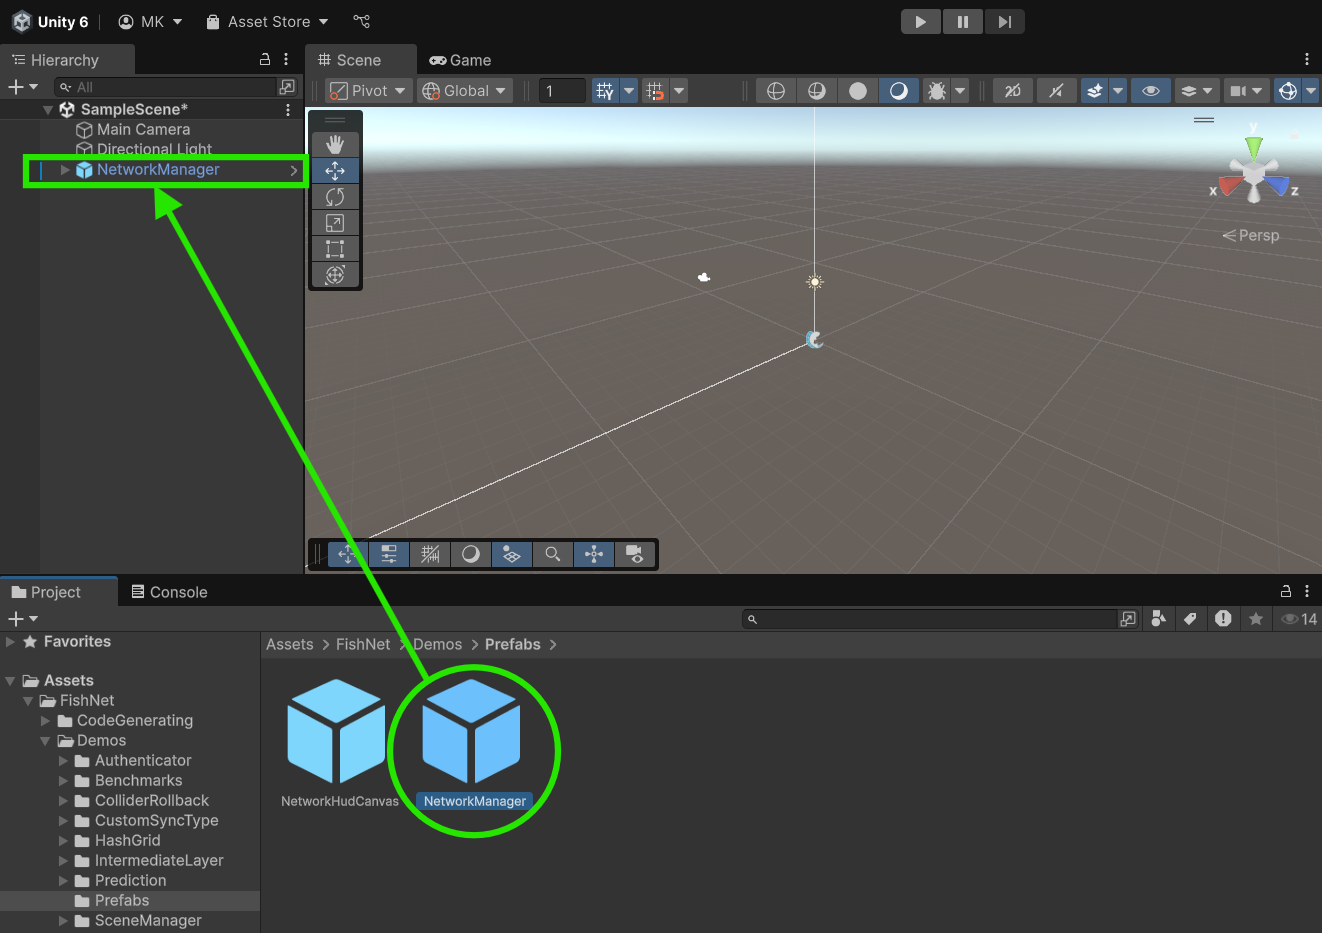 Unity 6 MK Asset Store
Hierarchy
All
SampleScene*
Main Camera
Directional Light
NetworkManager
Scene Game
Pivot Global 1 2D
y
x z
Persp
Project Console
14
Favorites
Assets
FishNet
CodeGenerating
Demos
Authenticator
Benchmarks
ColliderRollback
CustomSyncType
HashGrid
IntermediateLayer
Prediction
Prefabs
SceneManager
Assets > FishNet > Demos > Prefabs >
NetworkHudCanvas NetworkManager